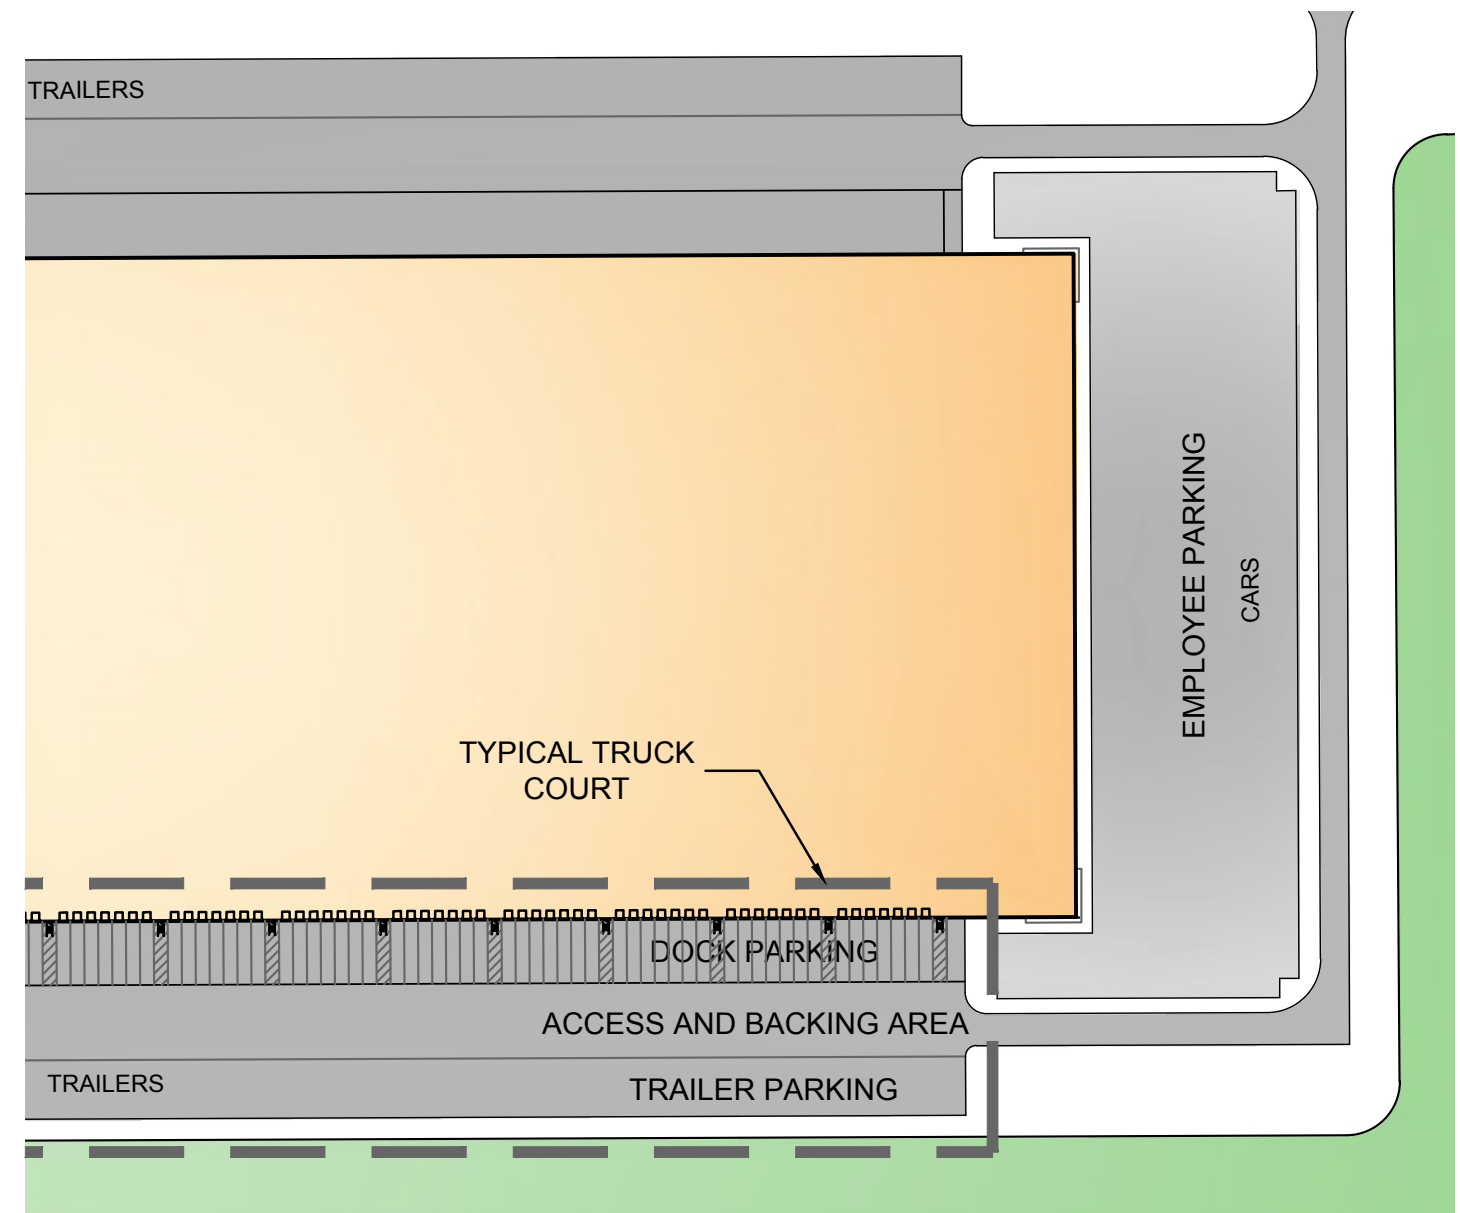 TRAILERS
EMPLOYEE PARKING
CARS
TYPICAL TRUCK
COURT
DOCK PARKING
ACCESS AND BACKING AREA
TRAILERS
TRAILER PARKING